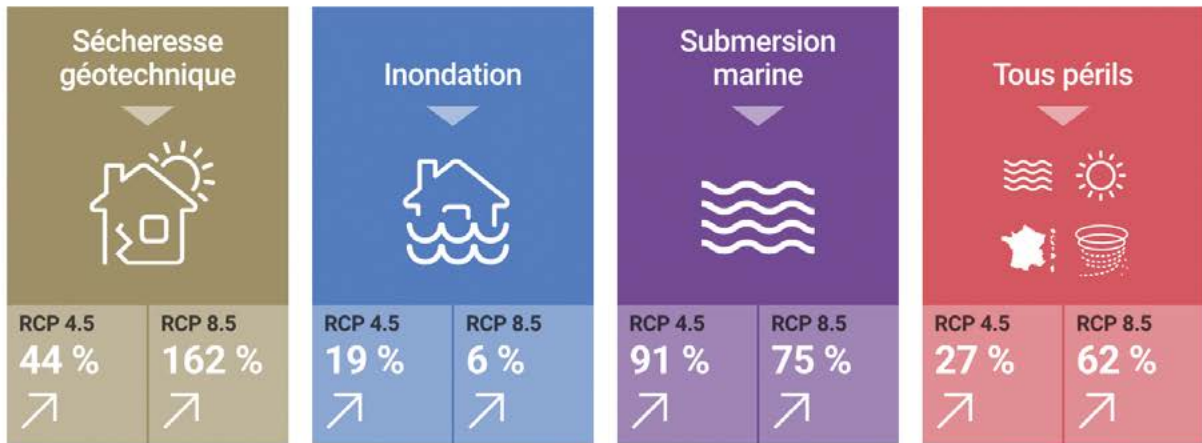 Sécheresse
géotechnique
RCP 4.5
44 %
RCP 8.5
162 %
Inondation
RCP 4.5
19 %
RCP 8.5
6 %
Submersion
marine
RCP 4.5
91 %
RCP 8.5
75 %
Tous périls
RCP 4.5
27 %
RCP 8.5
62 %